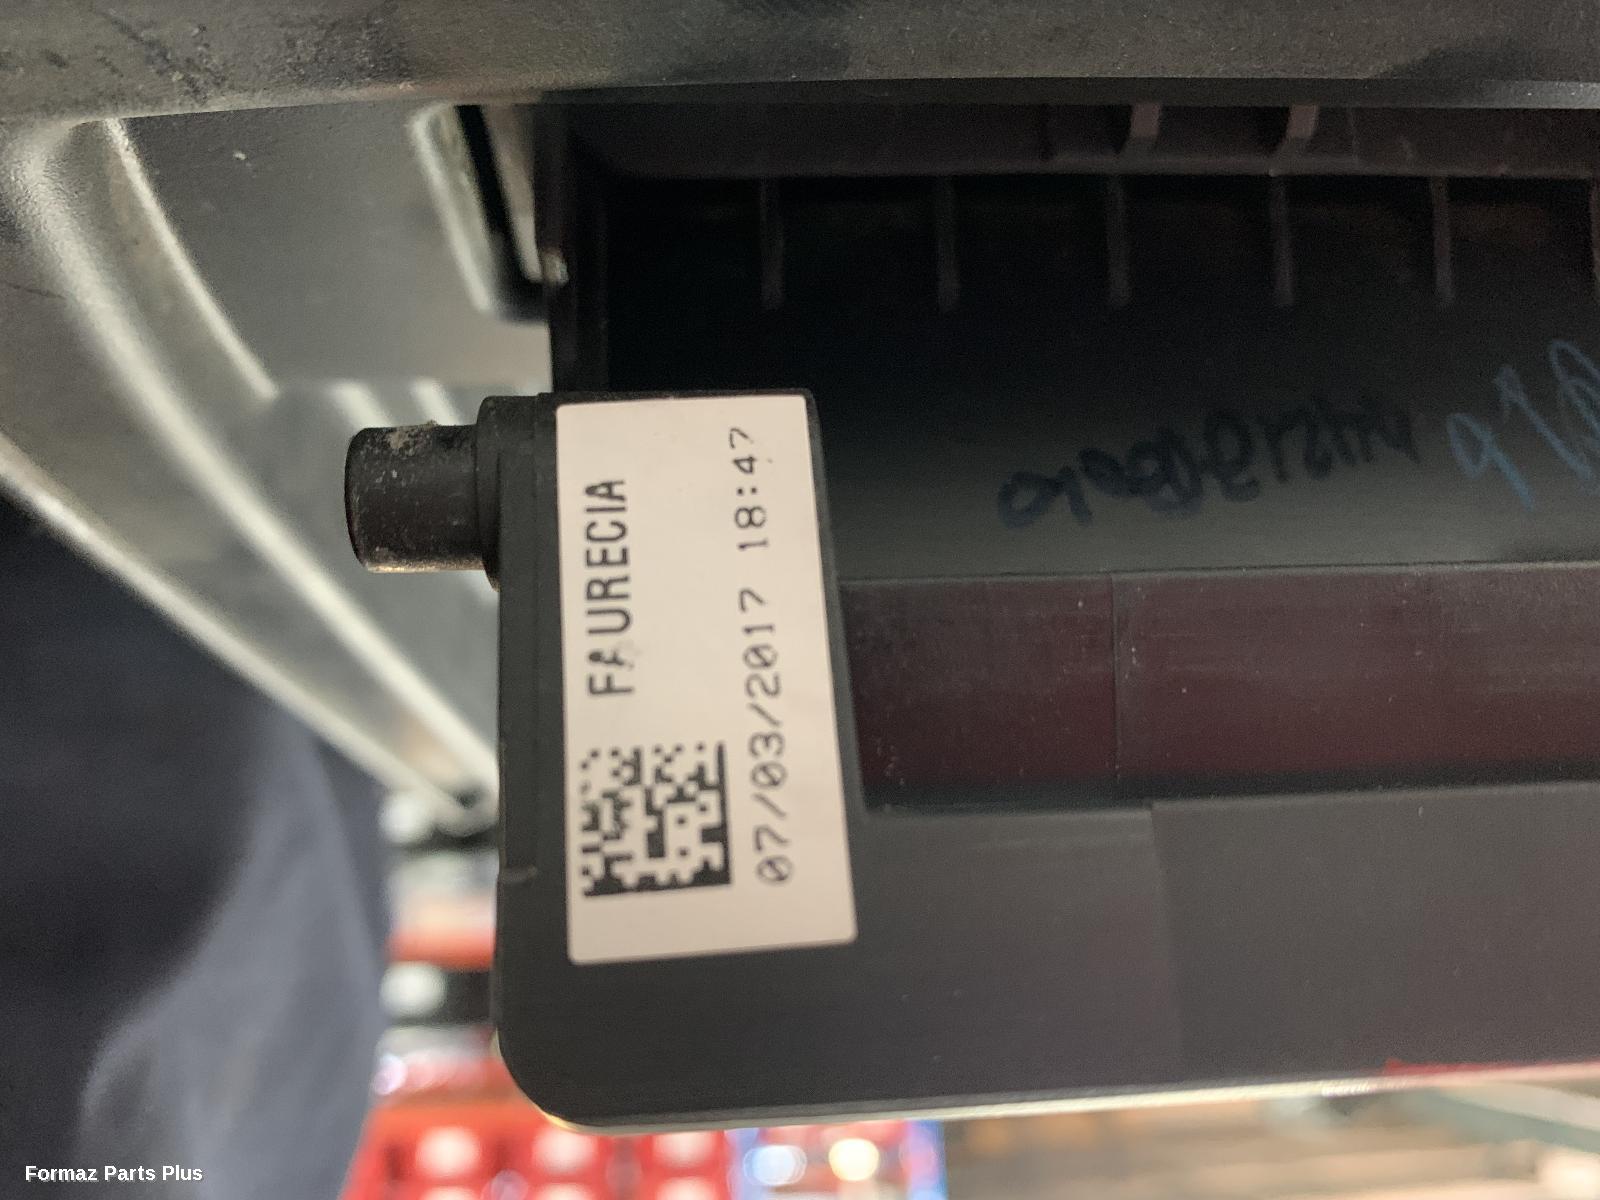 FAURECIA
07/03/2017 18:47
Formaz Parts Plus